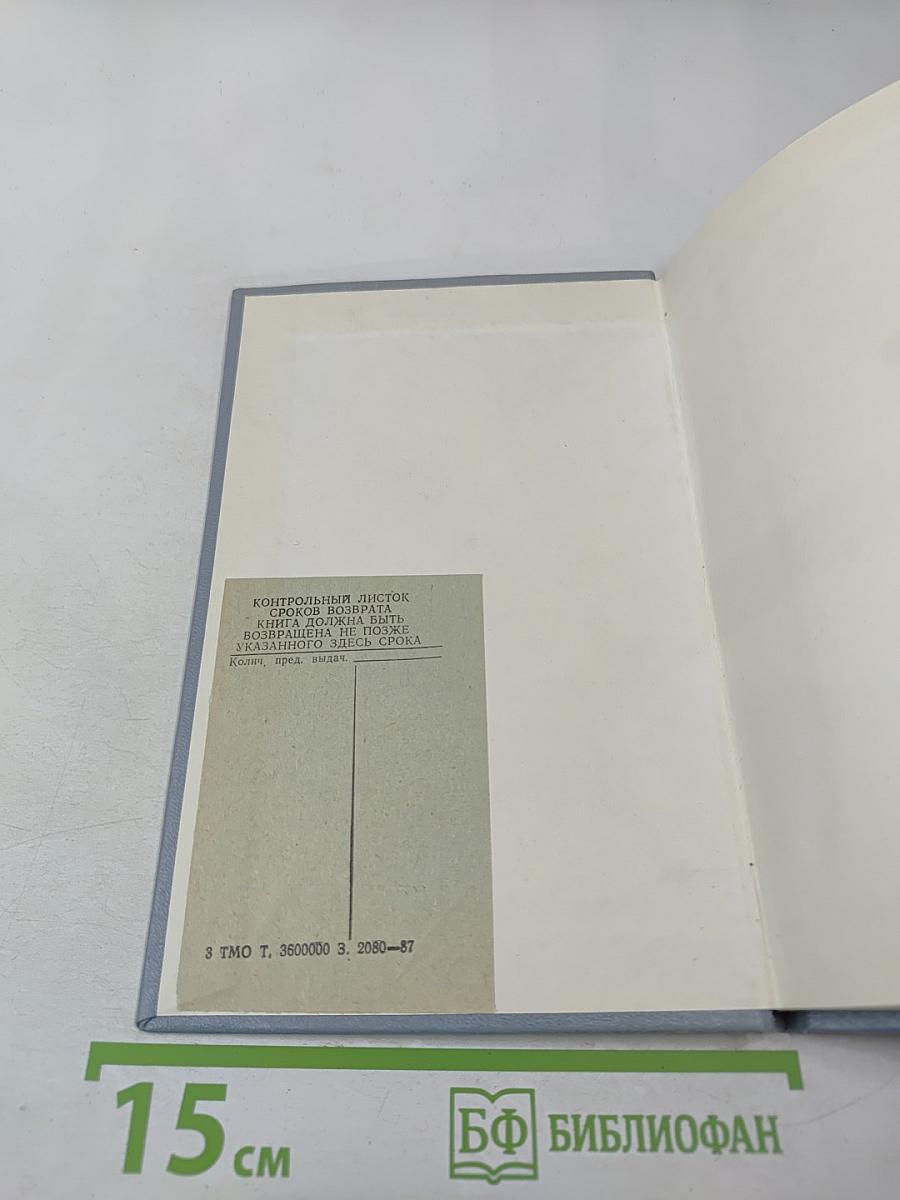 КОНТРОЛЬНЫЙ ЛИСТОК
СРОКОВ ВОЗВРАТА
КНИГА ДОЛЖНА БЫТЬ
ВОЗВРАЩЕНА НЕ ПОЗЖЕ
УКАЗАННОГО ЗДЕСЬ СРОКА
Колич. пред. выдач.
3 ТМО Т. 3600000 З. 2080—87
15 см
БФ БИБЛИОФАН